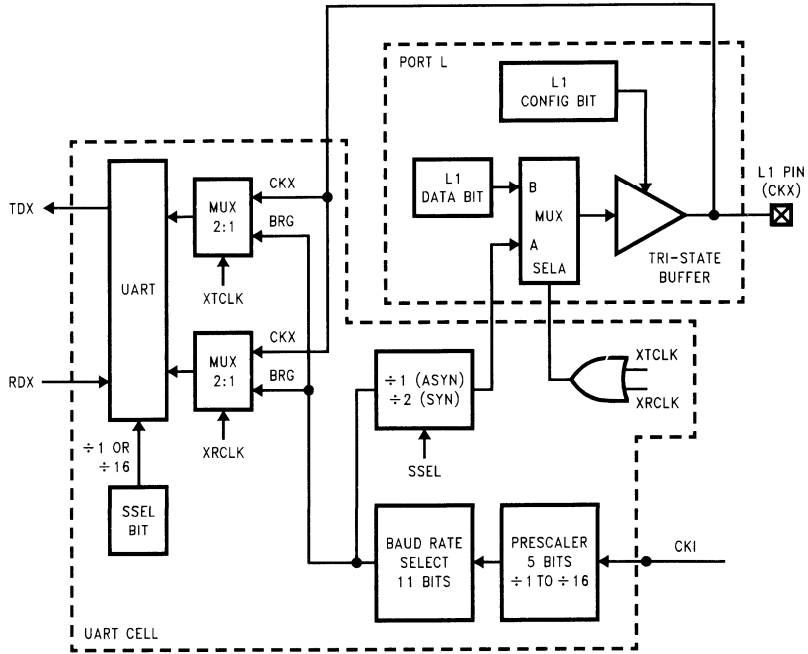 PORT L
L1
CONFIG BIT
L1
DATA BIT
B
MUX
A
SELA
TRI-STATE
BUFFER
L1 PIN
(CKX)
TDX
RDX
UART
MUX
2:1
CKX
BRG
XTCLK
MUX
2:1
CKX
BRG
XRCLK
÷1 OR
÷16
SSEL
BIT
÷1 (ASYN)
÷2 (SYN)
SSEL
XTCLK
XRCLK
BAUD RATE
SELECT
11 BITS
PRESCALER
5 BITS
÷1 TO ÷16
CKI
UART CELL